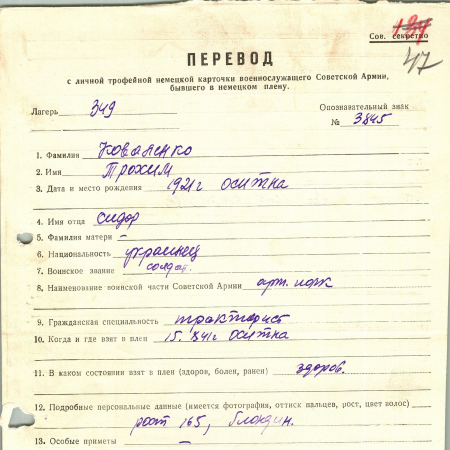 134
Сов. секретно
47
ПЕРЕВОД
с личной трофейной немецкой карточки военнослужащего Советской Армии,
бывшего в немецком плену.
Лагерь 349 Опознавательный знак
№ 3845
1. Фамилия Коваленко
2. Имя Трохим
3. Дата и место рождения 1921 г Оситна
4. Имя отца Сидор
5. Фамилия матери –
6. Национальность украинец
7. Воинское звание солдат.
8. Наименование воинской части Советской Армии арт. полк
9. Гражданская специальность тракторист
10. Когда и где взят в плен 15. 8 41 г Оситна
11. В каком состоянии взят в плен (здоров, болен, ранен) здоров.
12. Подробные персональные данные (имеется фотография, оттиск пальцев, рост, цвет волос)
рост 165, блондин.
13. Особые приметы –